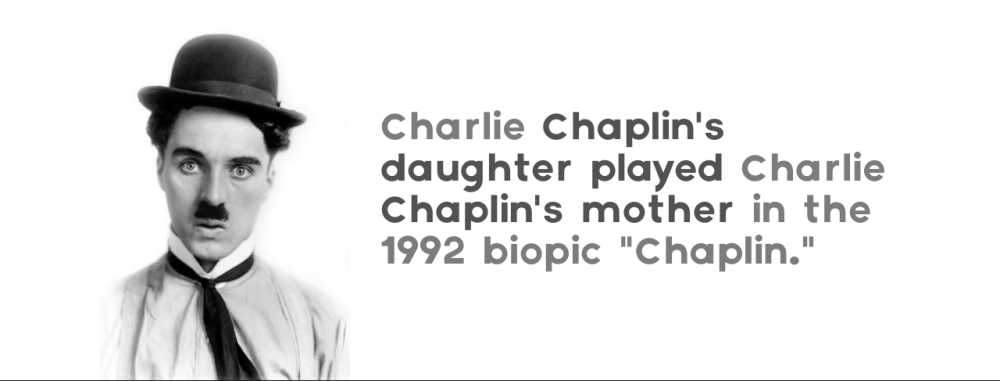 Charlie Chaplin's
daughter played Charlie
Chaplin's mother in the
1992 biopic "Chaplin."